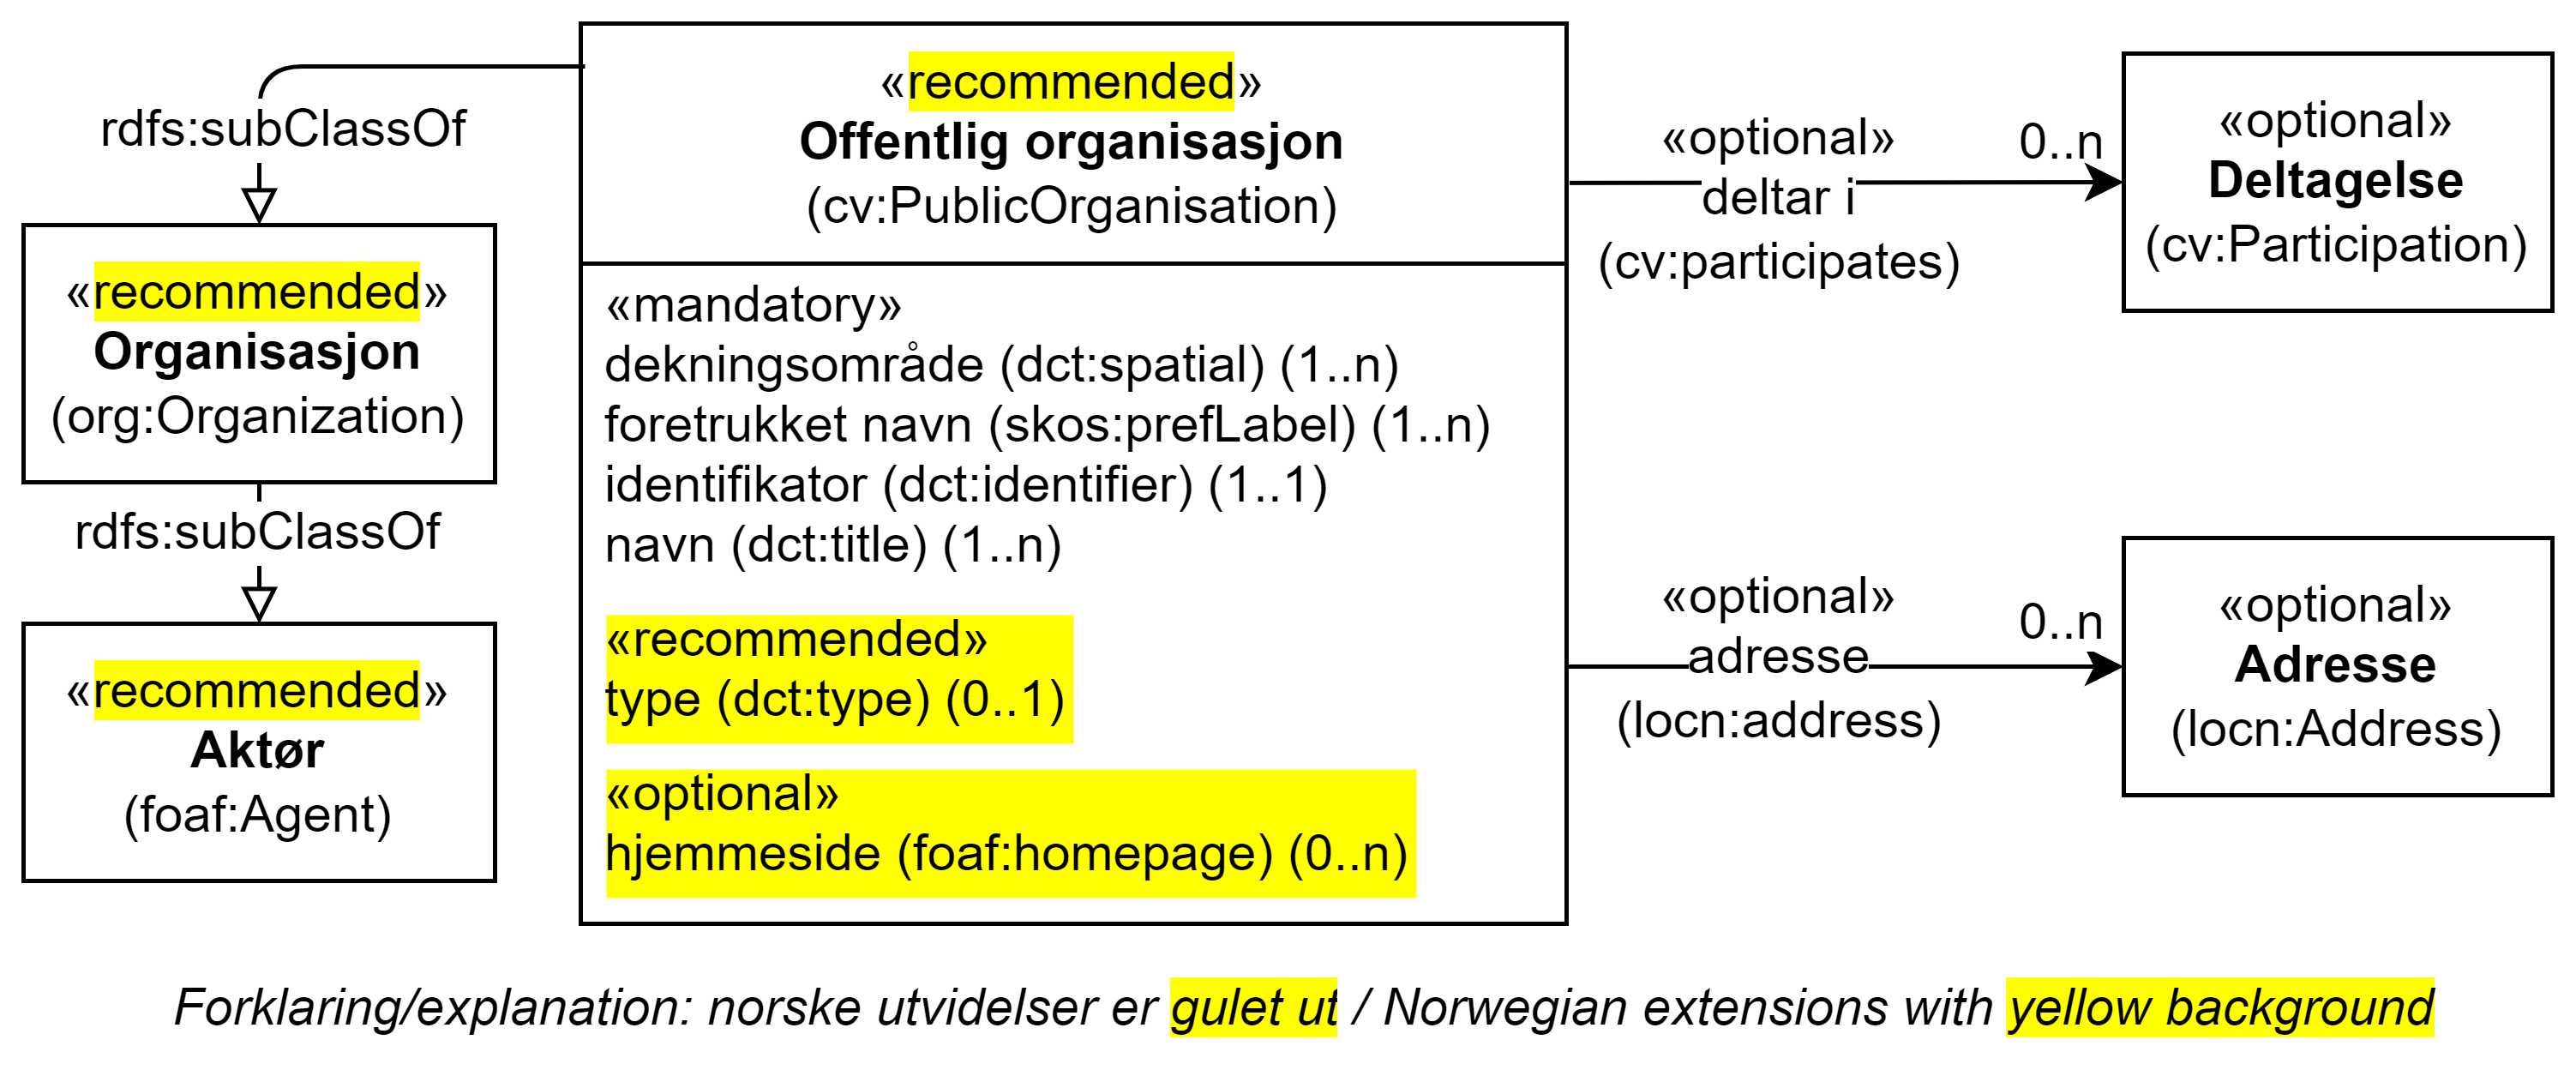 rdfs:subClassOf
«recommended»
Organisasjon
(org:Organization)
rdfs:subClassOf
«recommended»
Aktør
(foaf:Agent)
«recommended»
Offentlig organisasjon
(cv:PublicOrganisation)
«mandatory»
dekningsområde (dct:spatial) (1..n)
foretrukket navn (skos:prefLabel) (1..n)
identifikator (dct:identifier) (1..1)
navn (dct:title) (1..n)
«recommended»
type (dct:type) (0..1)
«optional»
hjemmeside (foaf:homepage) (0..n)
«optional»
deltar i
(cv:participates)
0..n
«optional»
Deltagelse
(cv:Participation)
«optional»
adresse
(locn:address)
0..n
«optional»
Adresse
(locn:Address)
Forklaring/explanation: norske utvidelser er gulet ut / Norwegian extensions with yellow background